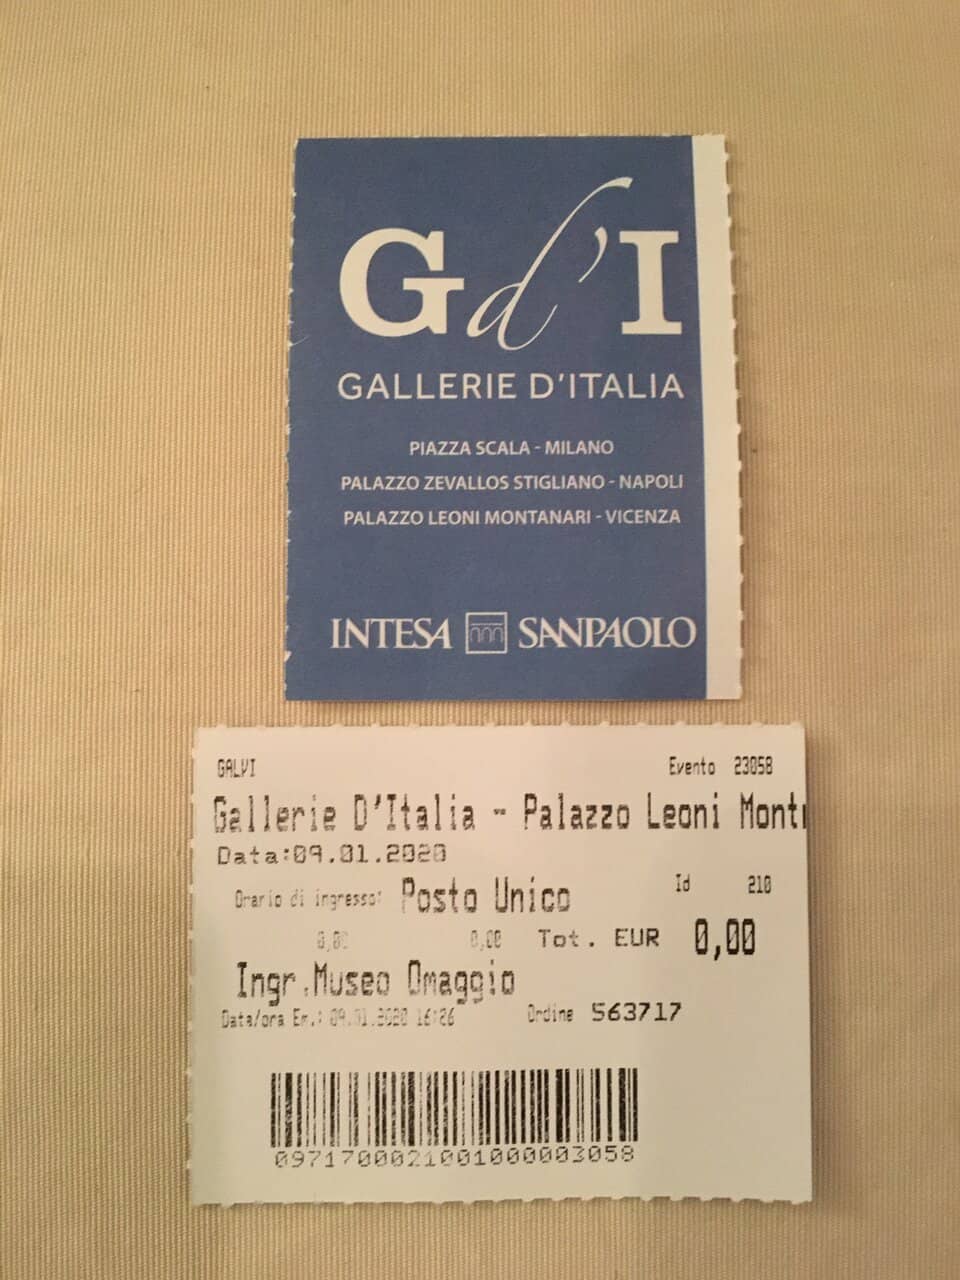 Gd'I
GALLERIE D'ITALIA
PIAZZA SCALA - MILANO
PALAZZO ZEVALLOS STIGLIANO - NAPOLI
PALAZZO LEONI MONTANARI - VICENZA
INTESA SANPAOLO
GALVI Evento 23058
Gallerie D'Italia - Palazzo Leoni Mont
Data:09.01.2020
Orario di ingresso: Posto Unico Id 210
0,00 0,00 Tot. EUR 0,00
Ingr.Museo Omaggio
Data/ora Em.: 09.01.2020 16:26 Ordine 563717
0971700021001000003058